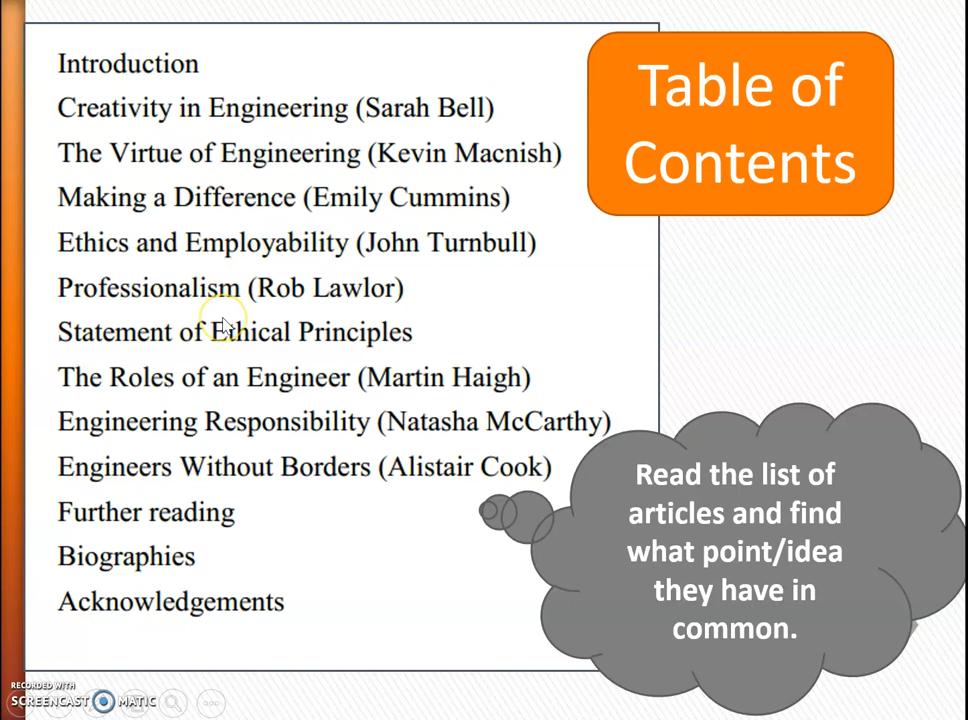 Introduction
Creativity in Engineering (Sarah Bell)
The Virtue of Engineering (Kevin Macnish)
Making a Difference (Emily Cummins)
Ethics and Employability (John Turnbull)
Professionalism (Rob Lawlor)
Statement of Ethical Principles
The Roles of an Engineer (Martin Haigh)
Engineering Responsibility (Natasha McCarthy)
Engineers Without Borders (Alistair Cook)
Further reading
Biographies
Acknowledgements
Table of
Contents
Read the list of
articles and find
what point/idea
they have in
common.
RECORDED WITH
SCREENCAST MATIC